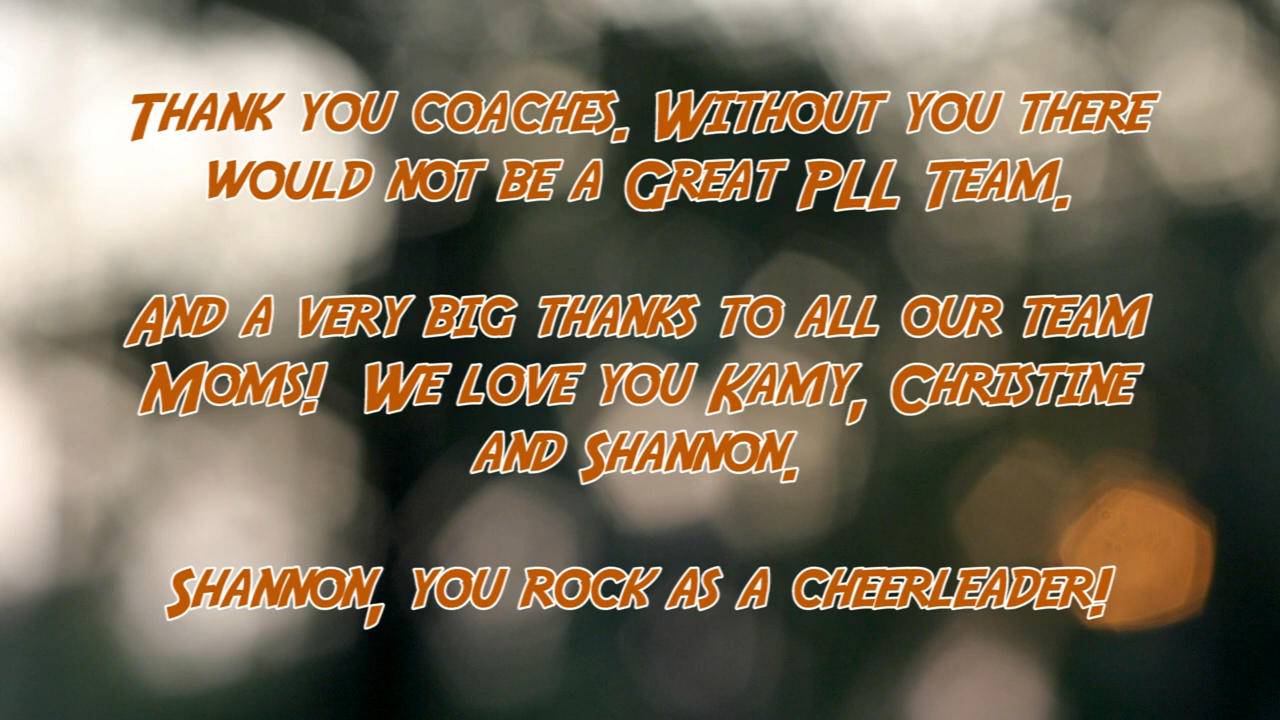 Thank you coaches. Without you there
would not be a Great PLL Team.
And a very big thanks to all our team
Moms!  We love you Kamy, Christine
and Shannon.
Shannon, you rock as a cheerleader!